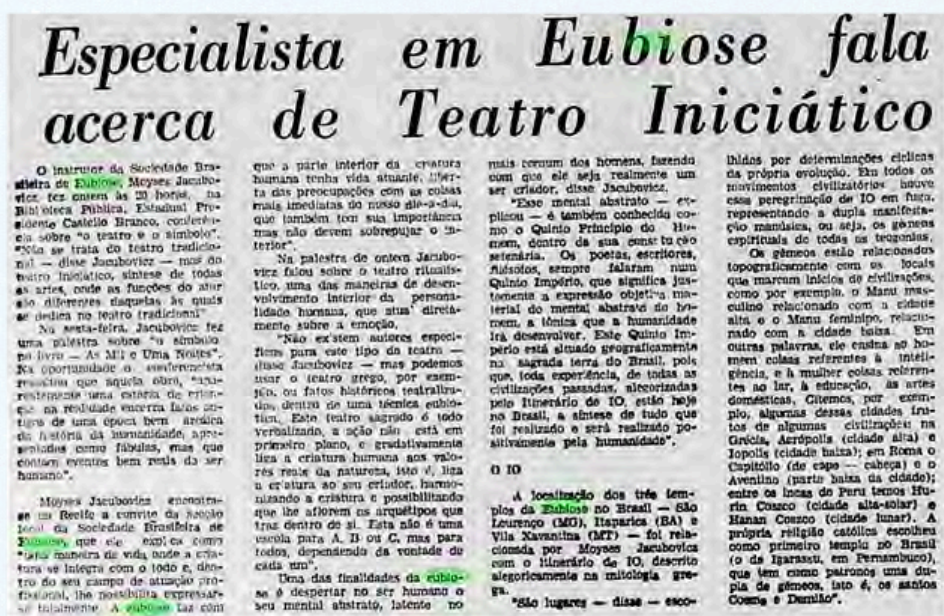 Especialista em Eubiose fala
acerca de Teatro Iniciático
O instrutor da Sociedade Bra-
sileira de Eubiose, Moyses Jacubo-
vicz, fez ontem às 20 horas, na
Biblioteca Pública, Estadual Pre-
sidente Castello Branco, conferên-
cia sobre "o teatro e o símbolo".
"Não se trata do teatro tradicio-
nal — disse Jacubovicz — mas do
teatro Iniciático, síntese de todas
as artes, onde as funções do ator
são diferentes daquelas às quais
se dedica no teatro tradicional"
Na sexta-feira, Jacubovicz fez
uma palestra sobre "o símbolo
no livro — As Mil e Uma Noites".
Na oportunidade o conferencista
ressaltou que aquela obra, "apa-
rentemente uma estória de crian-
ça na realidade encerra fatos an-
tigos de uma época bem arcaica
da história da humanidade, apre-
sentados como fábulas, mas que
contam eventos bem reais do ser
humano".
Moyses Jacubovicz encontra-
se no Recife a convite da secção
local da Sociedade Brasileira de
Eubiose, que ele explica como
"uma maneira de vida onde a cria-
tura se integra com o todo e, den-
tro do seu campo de atuação pro-
fissional, lhe possibilita expressar-
se totalmente. A eubiose faz com
que a parte interior da criatura
humana tenha vida atuante, liber-
ta das preocupações com as coisas
mais imediatas do nosso dia-a-dia,
que também tem sua importância
mas não devem sobrepujar o in-
terior".
Na palestra de ontem Jacubo-
vicz falou sobre o teatro ritualís-
tico, uma das maneiras de desen-
volvimento interior da persona-
lidade humana, que atua direta-
mente sobre a emoção.
"Não existem autores especí-
ficos para este tipo de teatro —
disse Jacubovicz — mas podemos
usar o teatro grego, por exem-
plo, ou fatos históricos teatraliza-
dos, dentro de uma técnica eubió-
tica. Este teatro sagrado é todo
verbalizado, a ação não está em
primeiro plano, e gradativamente
liga a criatura humana aos valo-
res reais da natureza, isto é, liga
a criatura ao seu criador, harmo-
nizando a criatura e possibilitando
que lhe aflorem os arquétipos que
traz dentro de si. Esta não é uma
escola para A, B ou C, mas para
todos, dependendo da vontade de
cada um".
Uma das finalidades da eubio-
se é despertar no ser humano o
seu mental abstrato, latente no
mais comum dos homens, fazendo
com que ele seja realmente um
ser criador, disse Jacubovicz.
"Esse mental abstrato — ex-
plicou — é também conhecida co-
mo o Quinto Princípio do Ho-
mem, dentro da sua constituição
setenária. Os poetas, escritores,
filósofos, sempre falaram num
Quinto Império, que significa jus-
tamente a expressão objetiva ma-
terial do mental abstrato do ho-
mem, a tônica que a humanidade
irá desenvolver. Este Quinto Im-
pério está situado geograficamente
na sagrada terra do Brasil, pois
que, toda experiência, de todas as
civilizações passadas, alegorizadas
pelo Itinerário de IO, estão hoje
no Brasil, a síntese de tudo que
foi realizado e será realizado po-
sitivamente pela humanidade".
O IO
A localização dos três tem-
plos da Eubiose no Brasil — São
Lourenço (MG), Itaparica (BA) e
Vila Xavantina (MT) — foi rela-
cionada por Moyses Jacubovicz
com o Itinerário de IO, descrito
alegoricamente na mitologia gre-
ga.
"São lugares — disse — esco-
lhidos por determinações cíclicas
da própria evolução. Em todos os
movimentos civilizatórios houve
essa peregrinação de IO em fuga,
representando a dupla manifesta-
ção manúsica, ou seja, os gêmeos
espirituais de todas as teogonias.
Os gêmeos estão relacionados
topograficamente com os locais
que marcam inícios de civilizações,
como por exemplo, o Manu mas-
culino relacionado com a cidade
alta e o Manu feminino, relacio-
nado com a cidade baixa. Em
outras palavras, ele ensina ao ho-
mem coisas referentes à inteli-
gência, e à mulher coisas referen-
tes ao lar, à educação, às artes
domésticas. Citemos, por exem-
plo, algumas dessas cidades fru-
tos de algumas civilizações: na
Grécia, Acrópolis (cidade alta) e
Iopolis (cidade baixa); em Roma o
Capitólio (de cape — cabeça) e o
Aventino (parte baixa da cidade);
entre os incas do Peru temos Hu-
rin Coszco (cidade alta-solar) e
Hanan Coszco (cidade lunar). A
própria religião católica escolheu
como primeiro templo no Brasil
(o de Igarassu, em Pernambuco),
que tem como patronos uma du-
pla de gêmeos, isto é, os santos
Cosme e Damião".